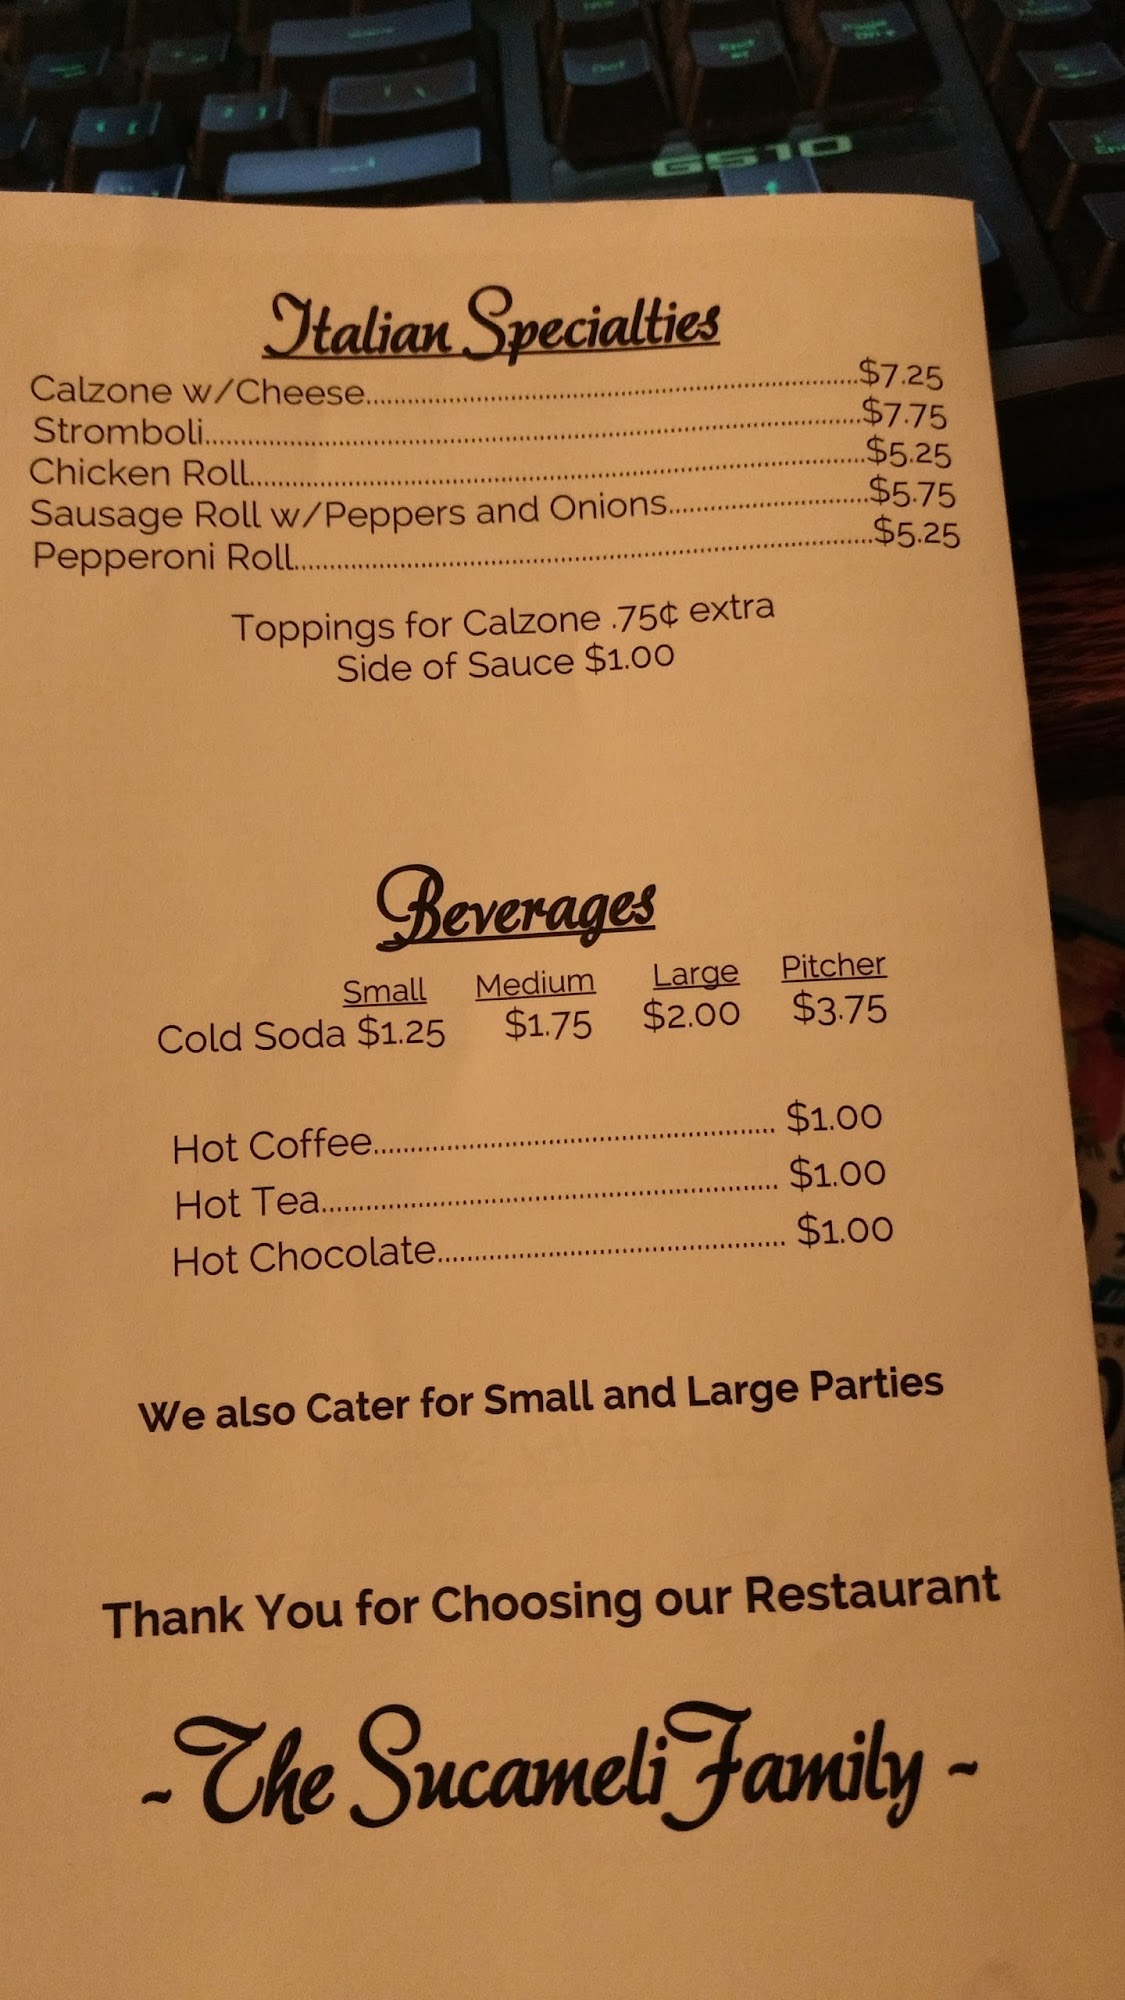 G510
Italian Specialties
Calzone w/Cheese......$7.25
Stromboli......$7.75
Chicken Roll......$5.25
Sausage Roll w/Peppers and Onions......$5.75
Pepperoni Roll......$5.25
Toppings for Calzone .75¢ extra
Side of Sauce $1.00
Beverages
Small Medium Large Pitcher
Cold Soda $1.25 $1.75 $2.00 $3.75
Hot Coffee...... $1.00
Hot Tea...... $1.00
Hot Chocolate...... $1.00
We also Cater for Small and Large Parties
Thank You for Choosing our Restaurant
~ The Sucameli Family ~